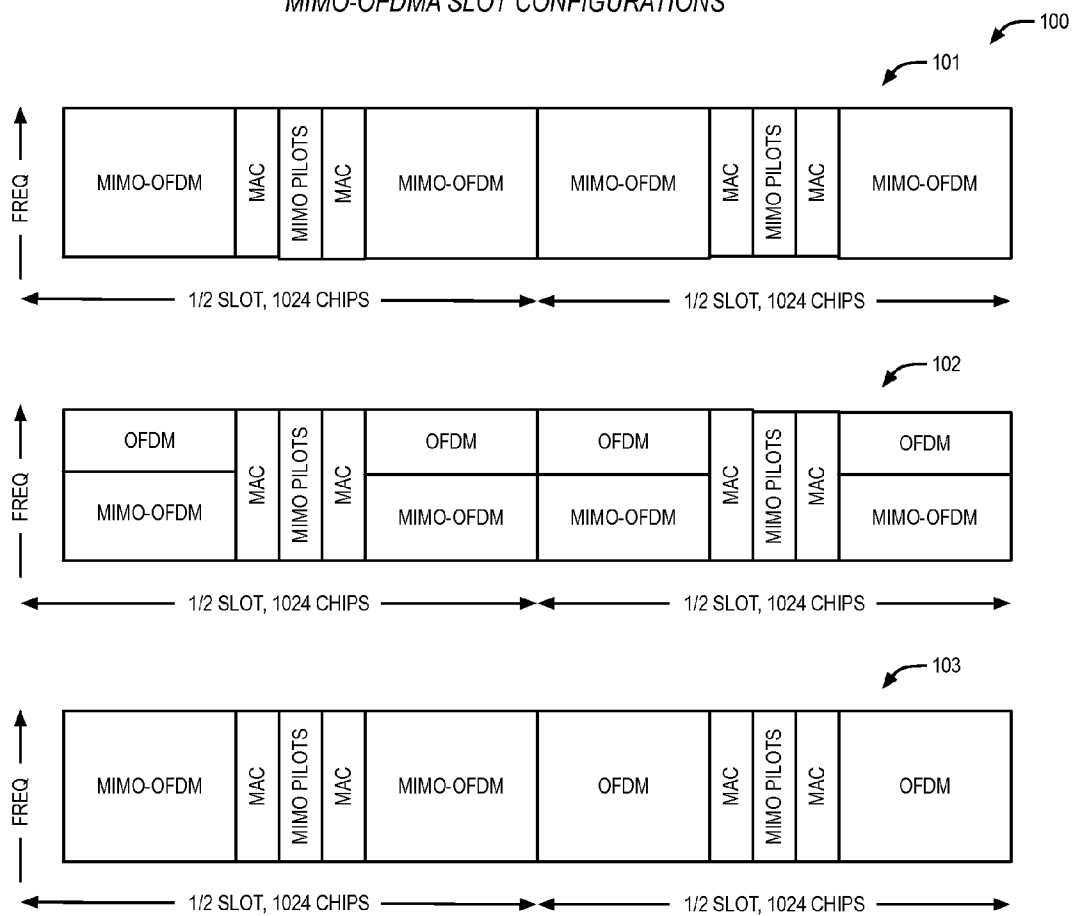 MIMO-OFDMA SLOT CONFIGURATIONS
100
101
FREQ
MIMO-OFDM MAC MIMO PILOTS MAC MIMO-OFDM MIMO-OFDM MAC MIMO PILOTS MAC MIMO-OFDM
1/2 SLOT, 1024 CHIPS 1/2 SLOT, 1024 CHIPS
102
FREQ
OFDM MAC MIMO PILOTS MAC OFDM OFDM MAC MIMO PILOTS MAC OFDM
MIMO-OFDM MIMO-OFDM MIMO-OFDM MIMO-OFDM
1/2 SLOT, 1024 CHIPS 1/2 SLOT, 1024 CHIPS
103
FREQ
MIMO-OFDM MAC MIMO PILOTS MAC MIMO-OFDM OFDM MAC MIMO PILOTS MAC OFDM
1/2 SLOT, 1024 CHIPS 1/2 SLOT, 1024 CHIPS